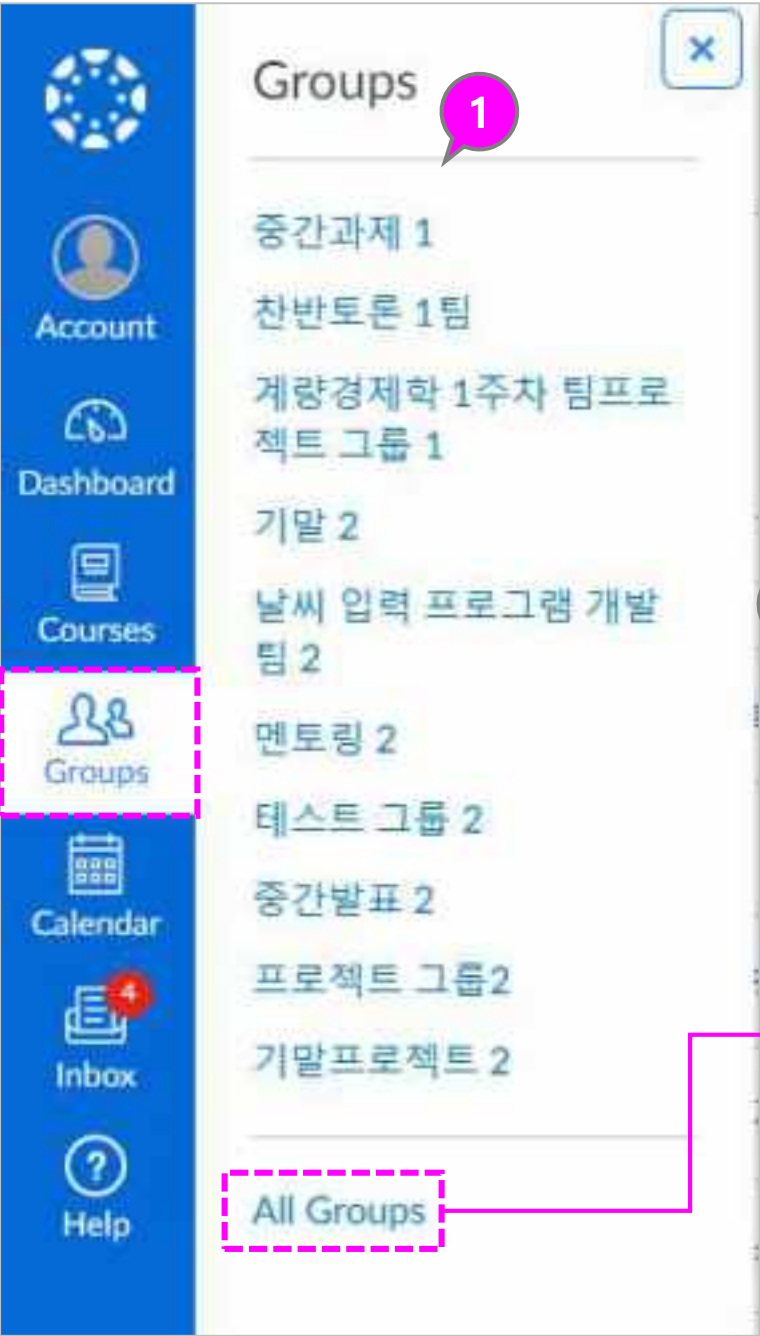 Groups
1
중간과제 1
찬반토론 1팀
계량경제학 1주차 팀프로
젝트 그룹 1
기말 2
날씨 입력 프로그램 개발
팀 2
멘토링 2
테스트 그룹 2
중간발표 2
프로젝트 그룹2
기말프로젝트 2
All Groups
Account
Dashboard
Courses
Groups
Calendar
4
Inbox
Help